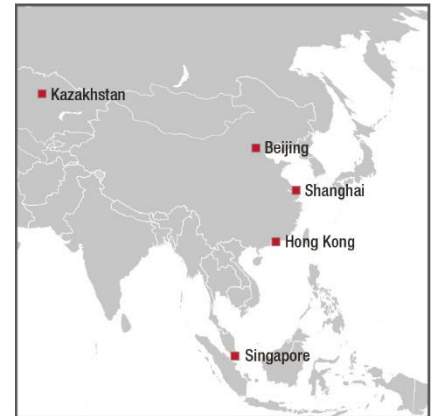 Kazakhstan
Beijing
Shanghai
Hong Kong
Singapore